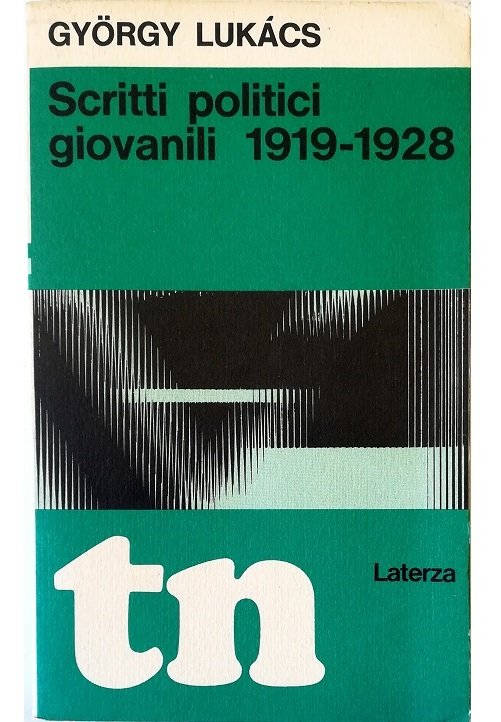 GYÖRGY LUKÁCS
Scritti politici
giovanili 1919-1928
tn
Laterza